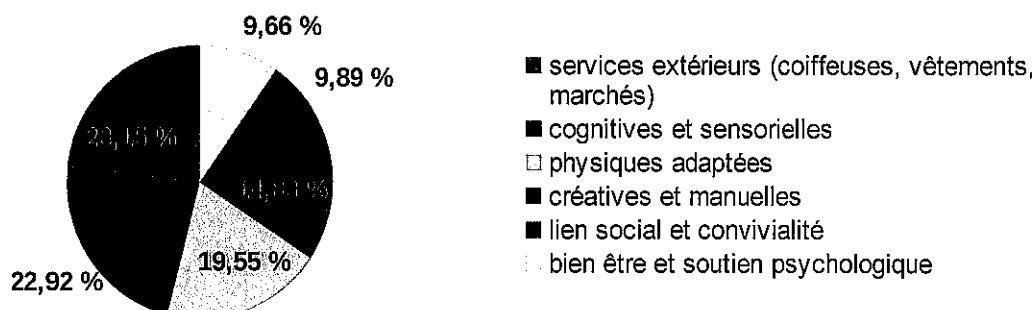 9,66 %
9,89 %
19,55 %
22,92 %
services extérieurs (coiffeuses, vêtements,
marchés)
cognitives et sensorielles
physiques adaptées
créatives et manuelles
lien social et convivialité
bien être et soutien psychologique